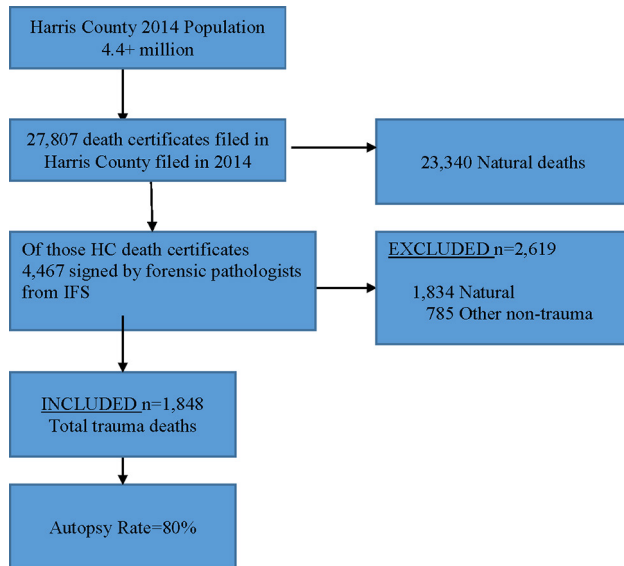 Harris County 2014 Population
4.4+ million
27,807 death certificates filed in
Harris County filed in 2014
23,340 Natural deaths
Of those HC death certificates
4,467 signed by forensic pathologists
from IFS
EXCLUDED n=2,619
1,834 Natural
785 Other non-trauma
INCLUDED n=1,848
Total trauma deaths
Autopsy Rate=80%